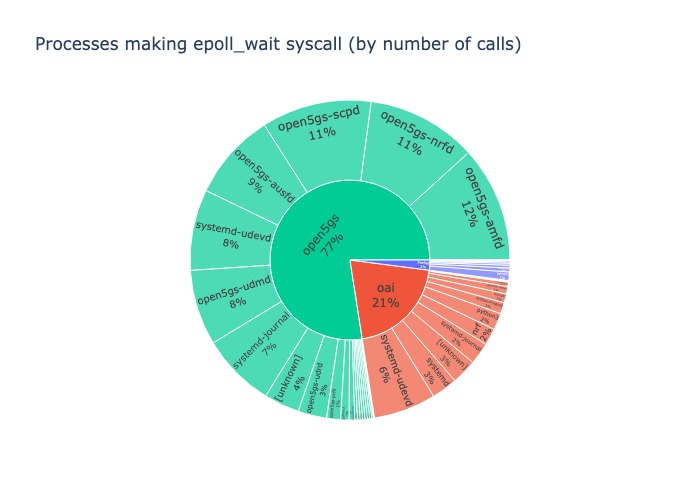 Processes making epoll_wait syscall (by number of calls)
open5gs
77%
oai
21%
open5gs-amfd
12%
open5gs-nrfd
11%
open5gs-scpd
11%
open5gs-ausfd
9%
systemd-udevd
8%
open5gs-udmd
8%
systemd-journal
7%
[unknown]
4%
open5gs-udrd
3%
systemd-udevd
6%
systemd
3%
[unknown]
3%
systemd-journal
2%
nrf
2%
python3
2%